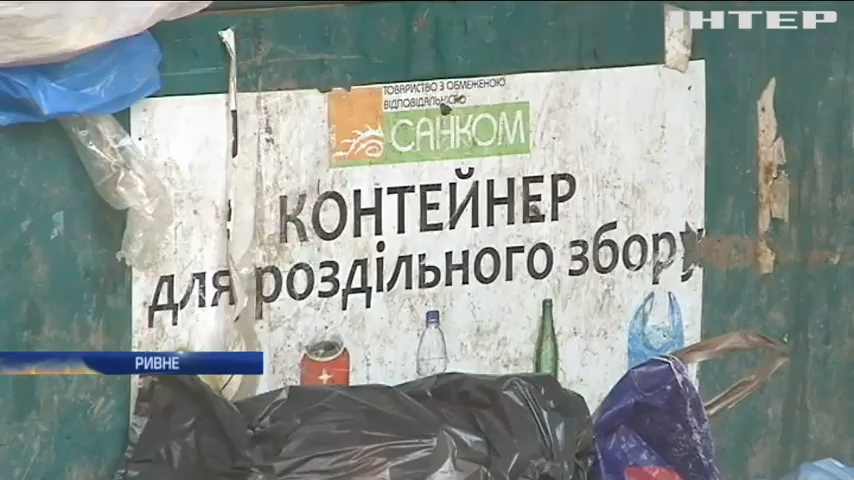 ІНТЕР
ТОВАРИСТВО З ОБМЕЖЕНОЮ
ВІДПОВІДАЛЬНІСТЮ
САНКОМ
КОНТЕЙНЕР
для роздільного збору
РИВНЕ